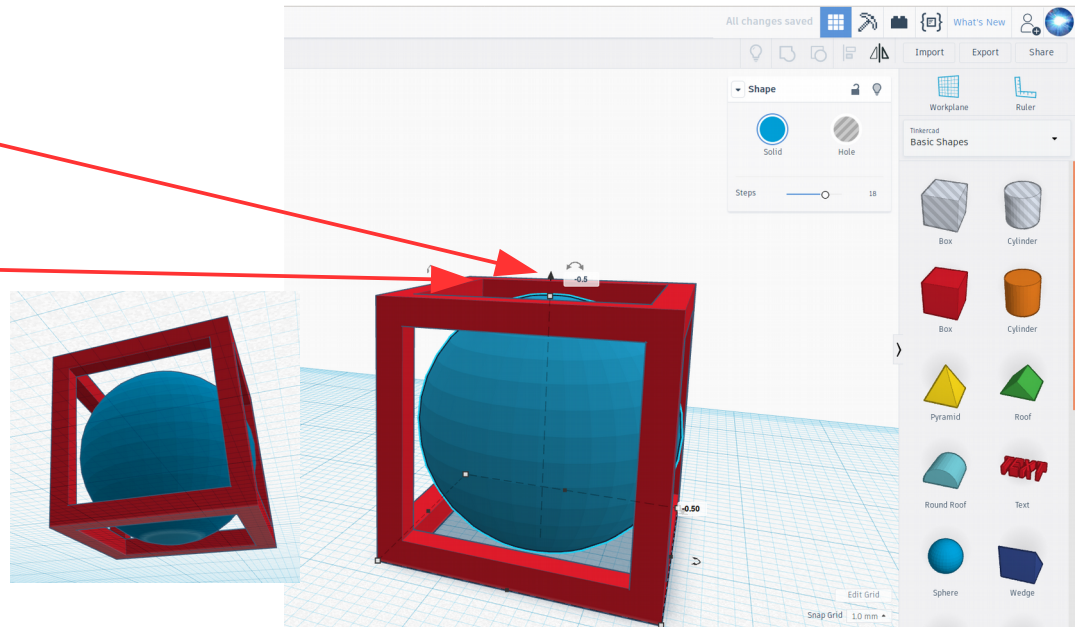 All changes saved
What's New
Import Export Share
Shape
Workplane Ruler
Tinkercad
Basic Shapes
Solid Hole
Steps 18
Box Cylinder
-0.5
Box Cylinder
Pyramid Roof
Round Roof Text
TEXT
-0.50
Sphere Wedge
Edit Grid
Snap Grid 1.0 mm